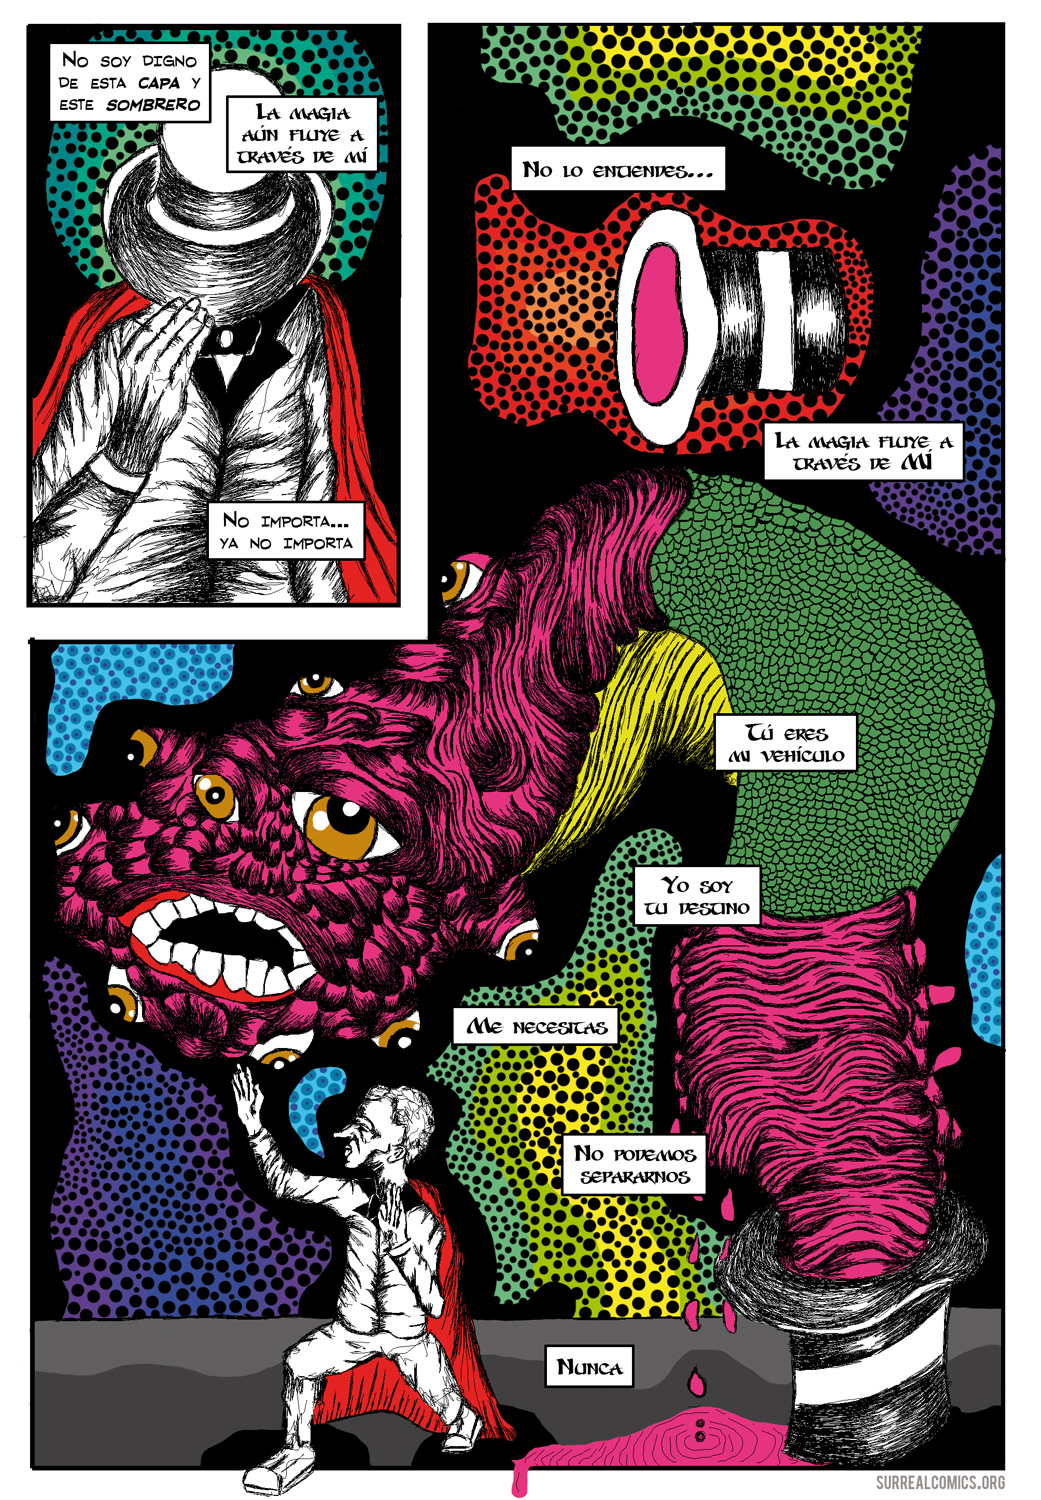 No soy digno
de esta capa y
este sombrero
La magia
aún fluye a
través de mí
No importa...
ya no importa
No lo entiendes...
La magia fluye a
través de MÍ
Tú eres
mi vehículo
Yo soy
tu destino
Me necesitas
No podemos
separarnos
Nunca
SURREALCOMICS.ORG